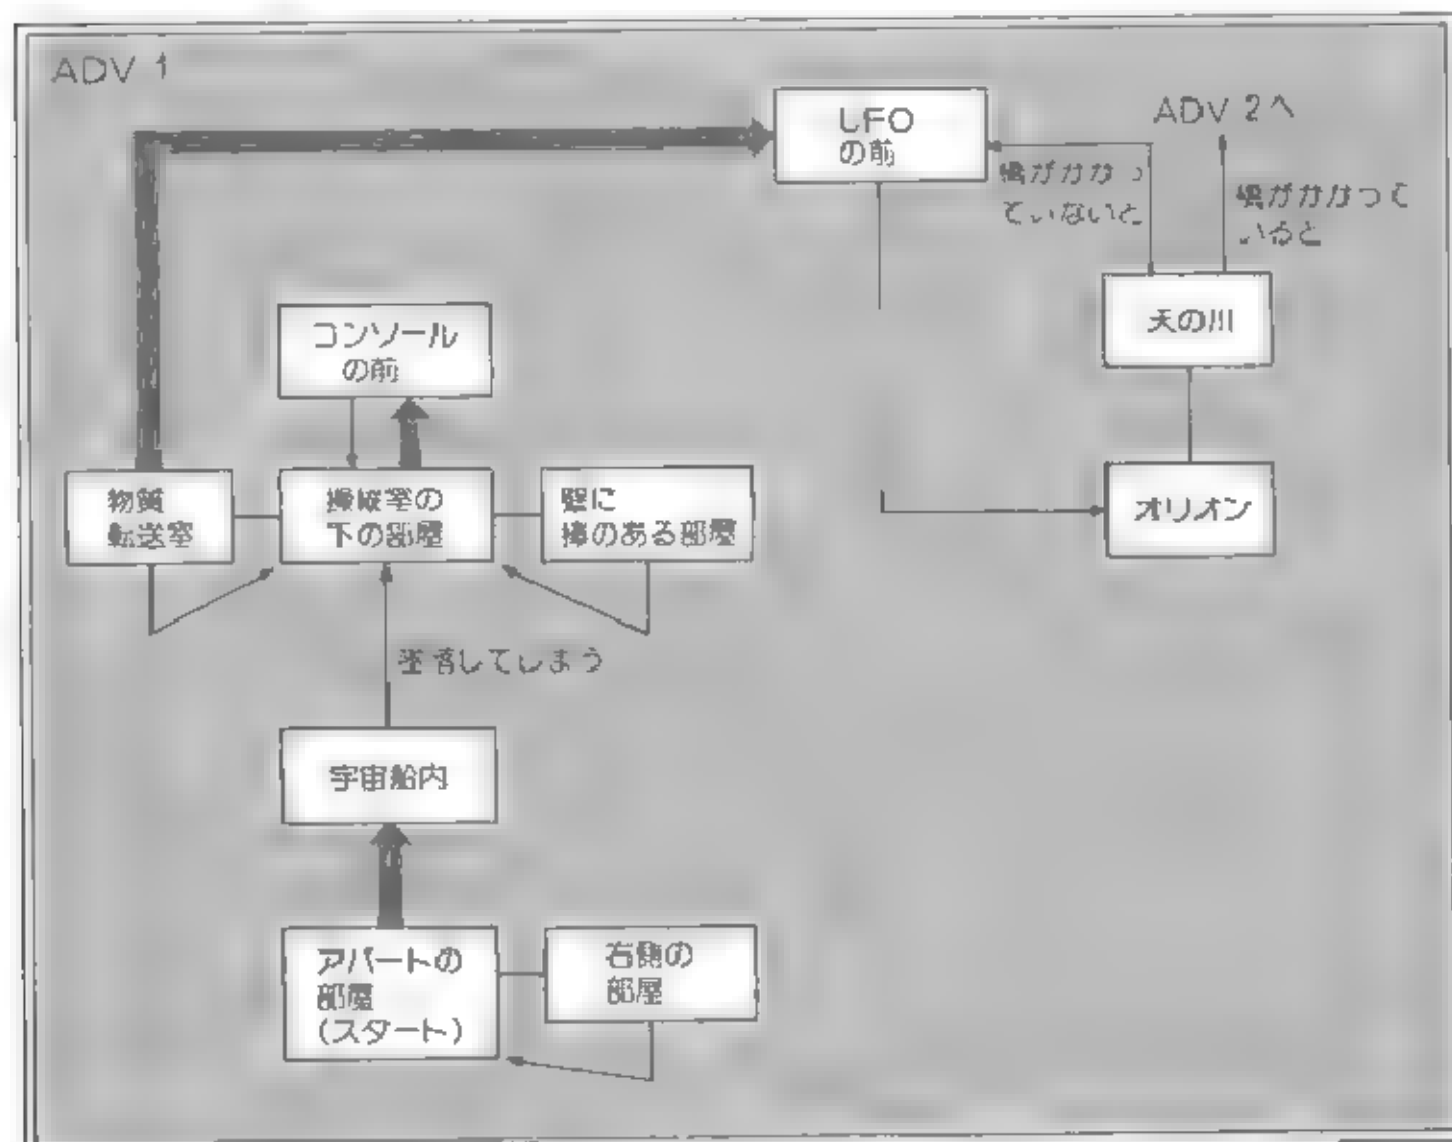 ADV 1
UFO
の前
ADV 2へ
橋がかかっ
ていないと
橋がかかって
いると
天の川
コンソール
の前
物質
転送室
操縦室の
下の部屋
壁に
棒のある部屋
オリオン
墜落してしまう
宇宙船内
アパートの
部屋
(スタート)
右側の
部屋